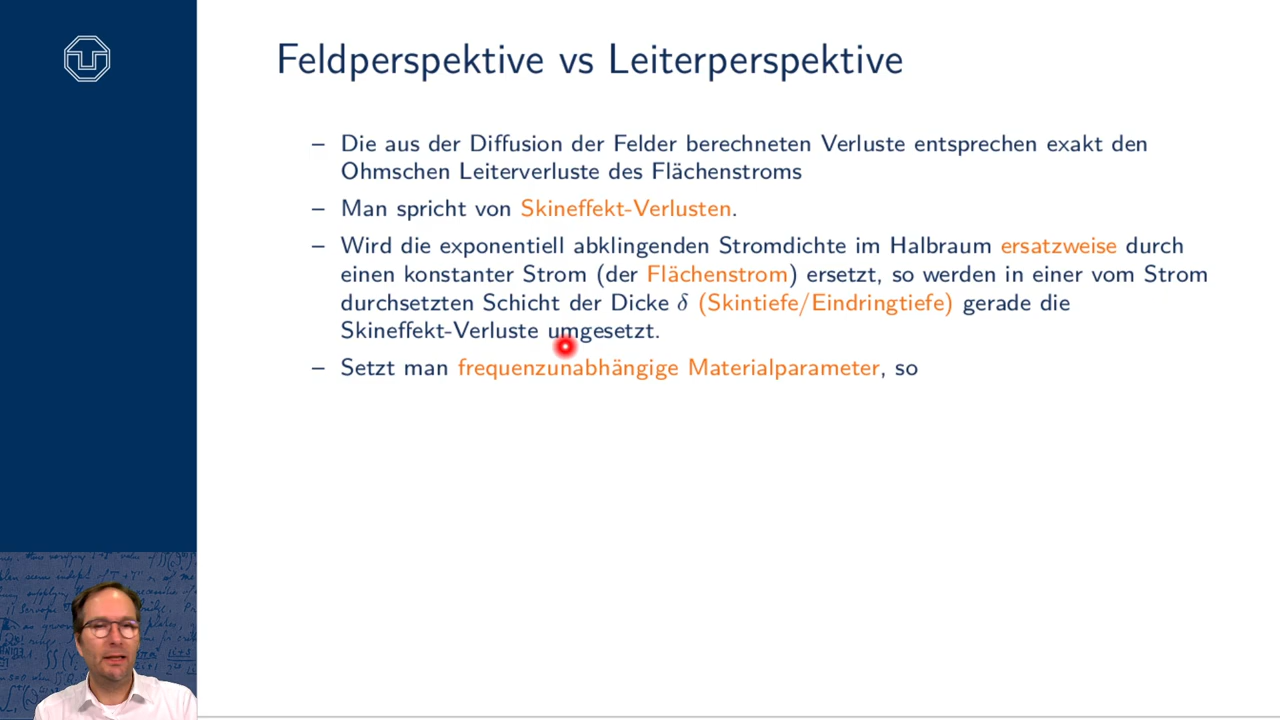 Feldperspektive vs Leiterperspektive
– Die aus der Diffusion der Felder berechneten Verluste entsprechen exakt den
Ohmschen Leiterverluste des Flächenstroms
– Man spricht von Skineffekt-Verlusten.
– Wird die exponentiell abklingenden Stromdichte im Halbraum ersatzweise durch
einen konstanter Strom (der Flächenstrom) ersetzt, so werden in einer vom Strom
durchsetzten Schicht der Dicke δ (Skintiefe/Eindringtiefe) gerade die
Skineffekt-Verluste umgesetzt.
– Setzt man frequenzunabhängige Materialparameter, so